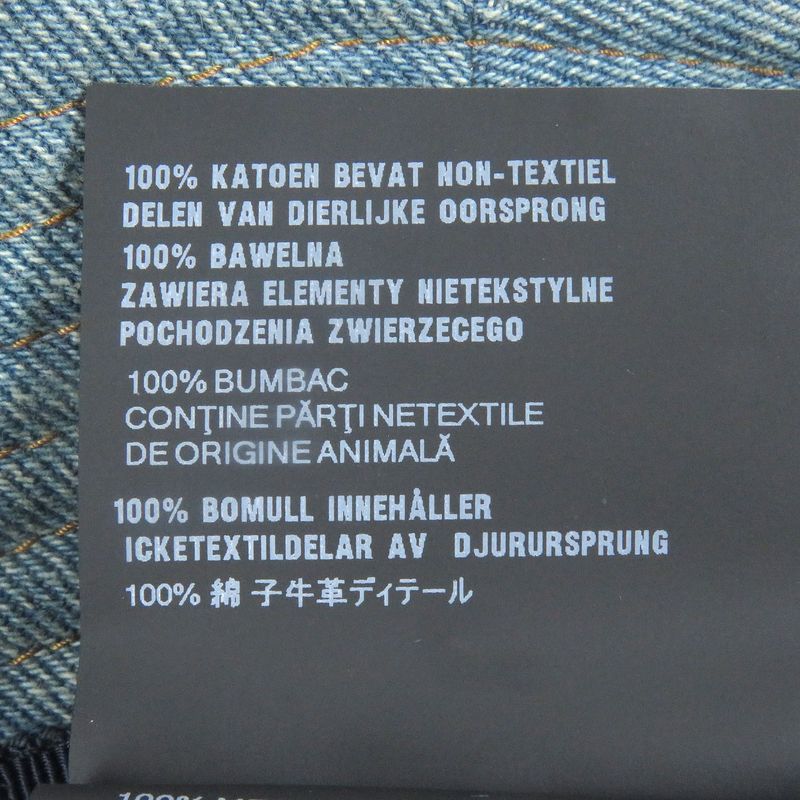 100% KATOEN BEVAT NON-TEXTIEL
DELEN VAN DIERLIJKE OORSPRONG
100% BAWELNA
ZAWIERA ELEMENTY NIETEKSTYLNE
POCHODZENIA ZWIERZECEGO
100% BUMBAC
CONŢINE PĂRŢI NETEXTILE
DE ORIGINE ANIMALĂ
100% BOMULL INNEHÅLLER
ICKETEXTILDELAR AV DJURURSPRUNG
100% 綿 子牛革ディテール
100%